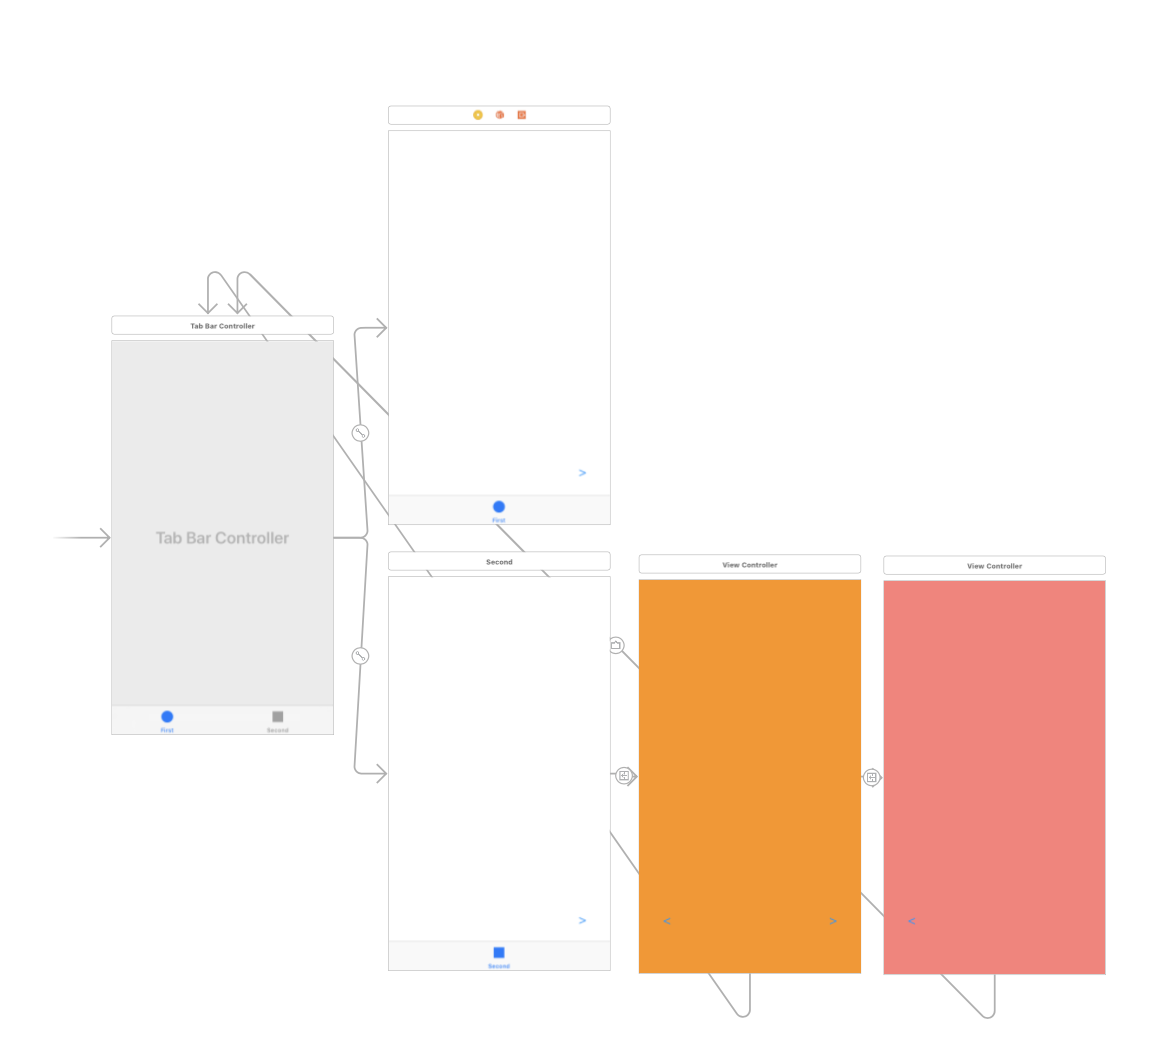 Tab Bar Controller
Tab Bar Controller
First
Second
>
First
Second
>
Second
View Controller
<
>
View Controller
<